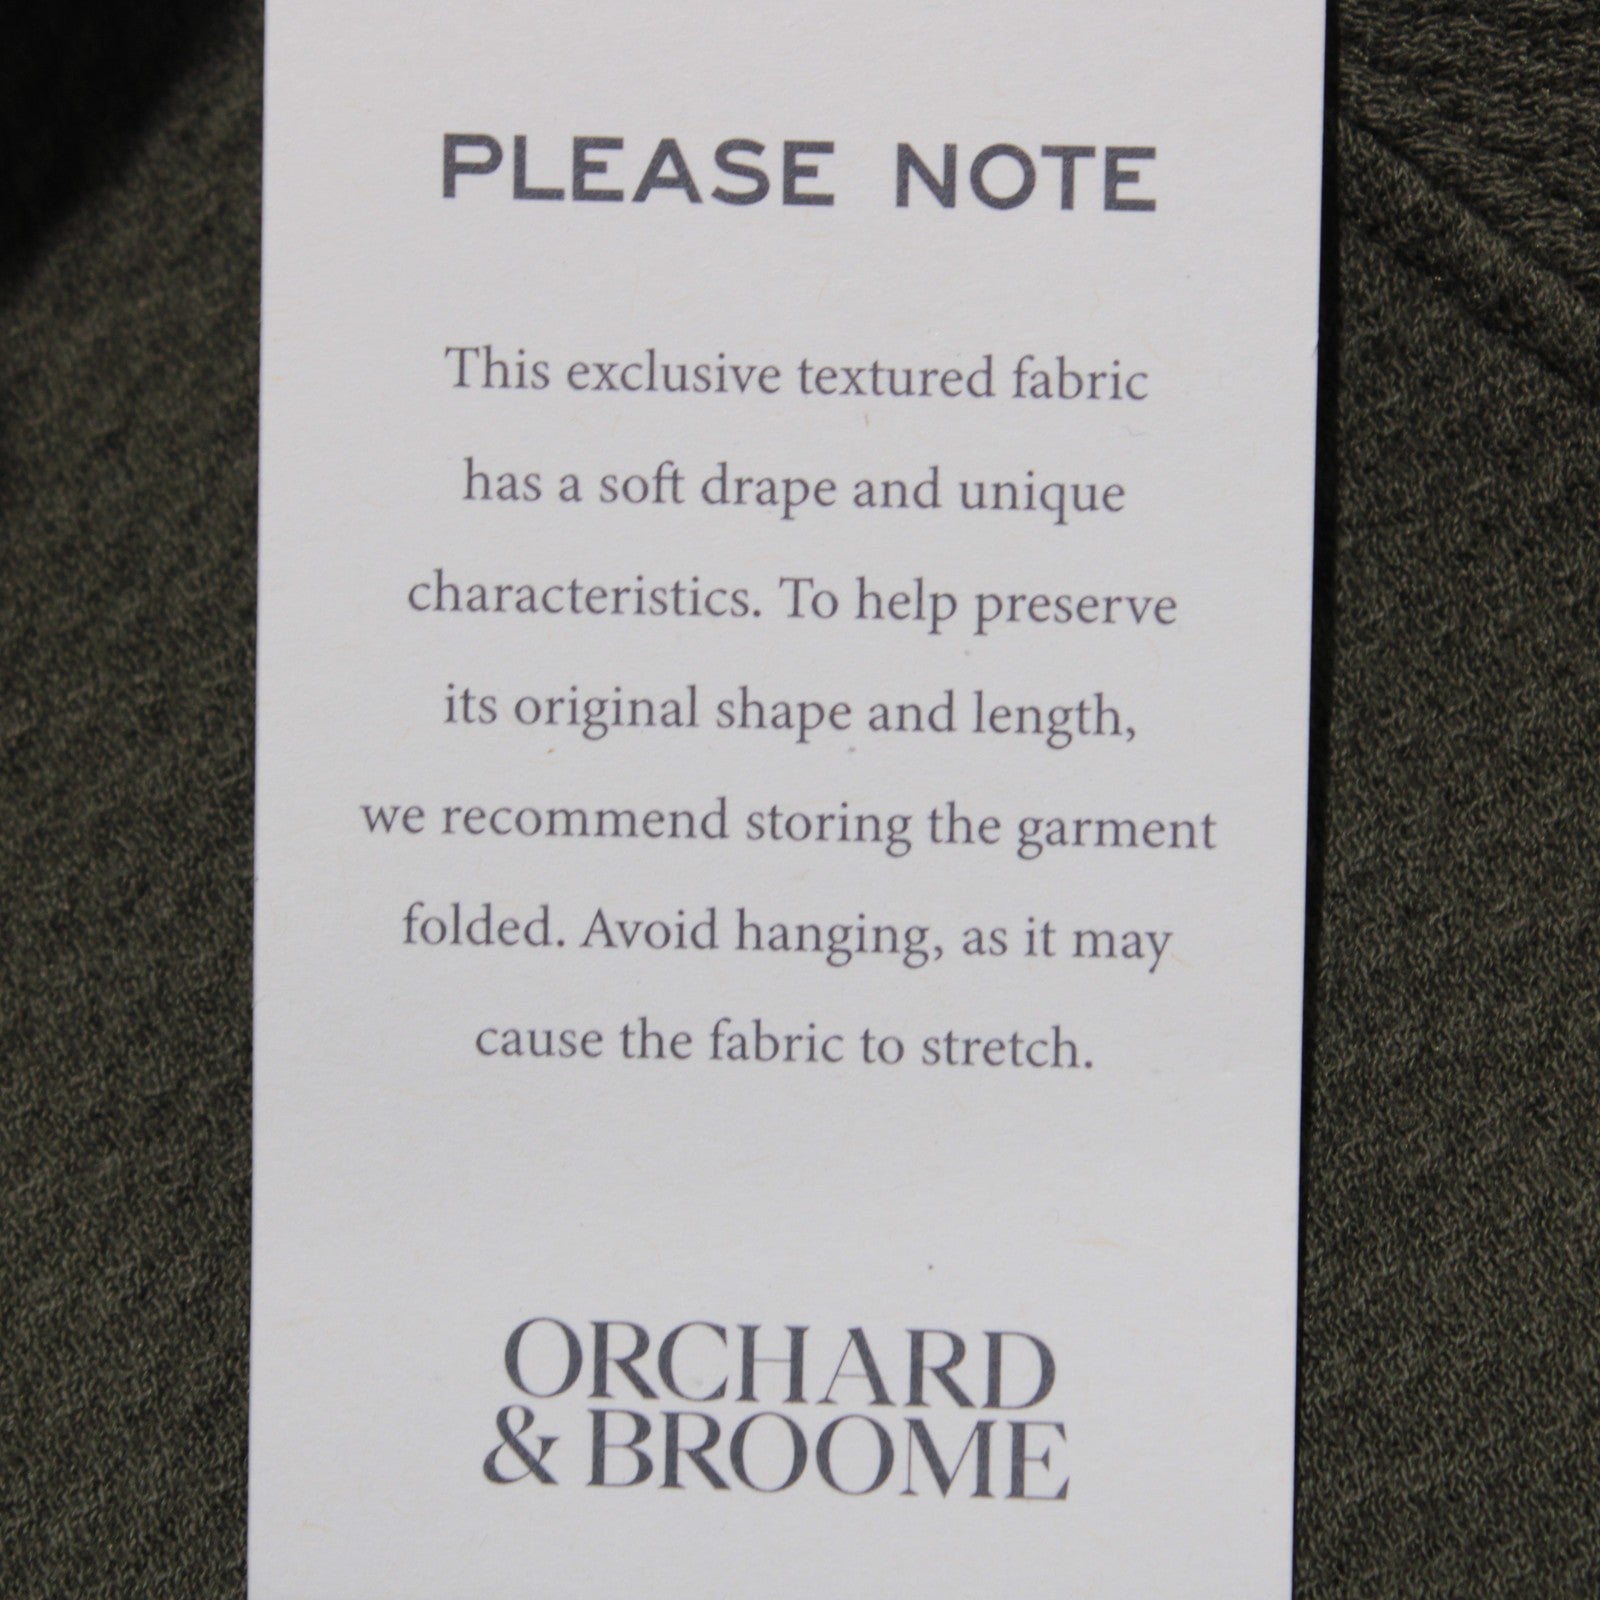 PLEASE NOTE
This exclusive textured fabric
has a soft drape and unique
characteristics. To help preserve
its original shape and length,
we recommend storing the garment
folded. Avoid hanging, as it may
cause the fabric to stretch.
ORCHARD
& BROOME